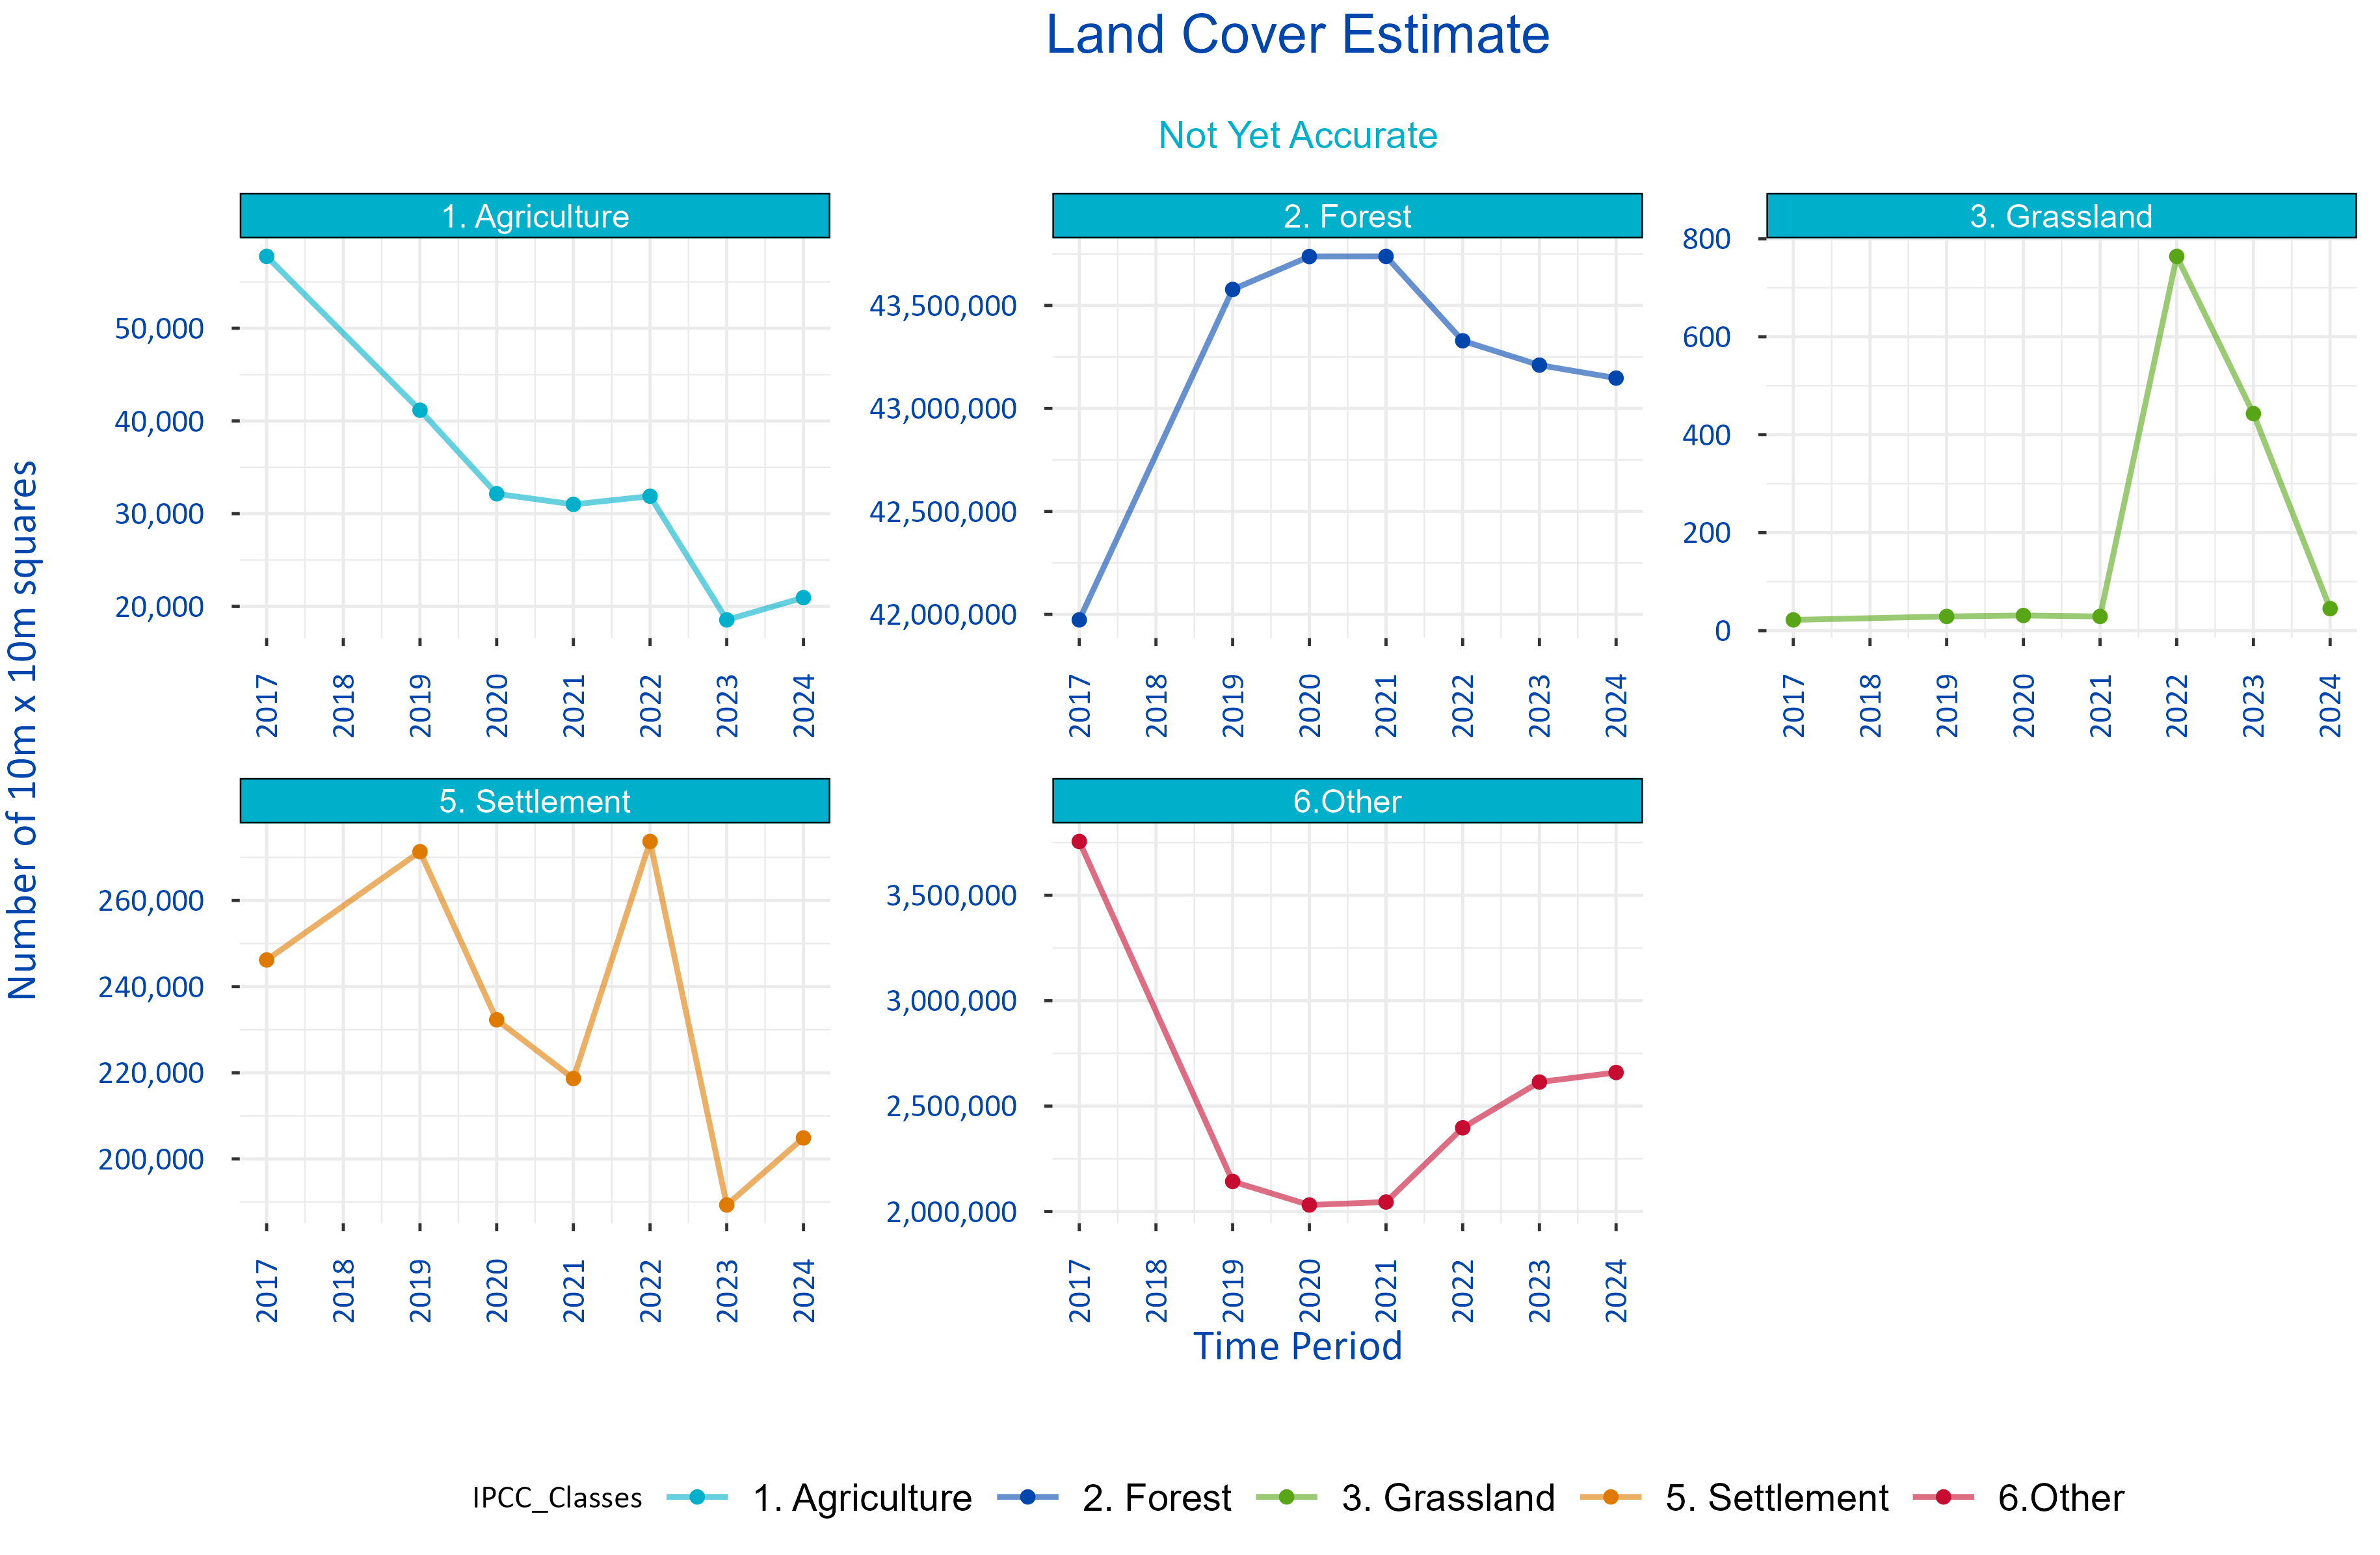 Land Cover Estimate
Not Yet Accurate
Number of 10m x 10m squares
1. Agriculture
50,000
40,000
30,000
20,000
2017 2018 2019 2020 2021 2022 2023 2024
2. Forest
43,500,000
43,000,000
42,500,000
42,000,000
2017 2018 2019 2020 2021 2022 2023 2024
3. Grassland
800
600
400
200
0
2017 2018 2019 2020 2021 2022 2023 2024
5. Settlement
260,000
240,000
220,000
200,000
2017 2018 2019 2020 2021 2022 2023 2024
6.Other
3,500,000
3,000,000
2,500,000
2,000,000
2017 2018 2019 2020 2021 2022 2023 2024
Time Period
IPCC_Classes 1. Agriculture 2. Forest 3. Grassland 5. Settlement 6.Other